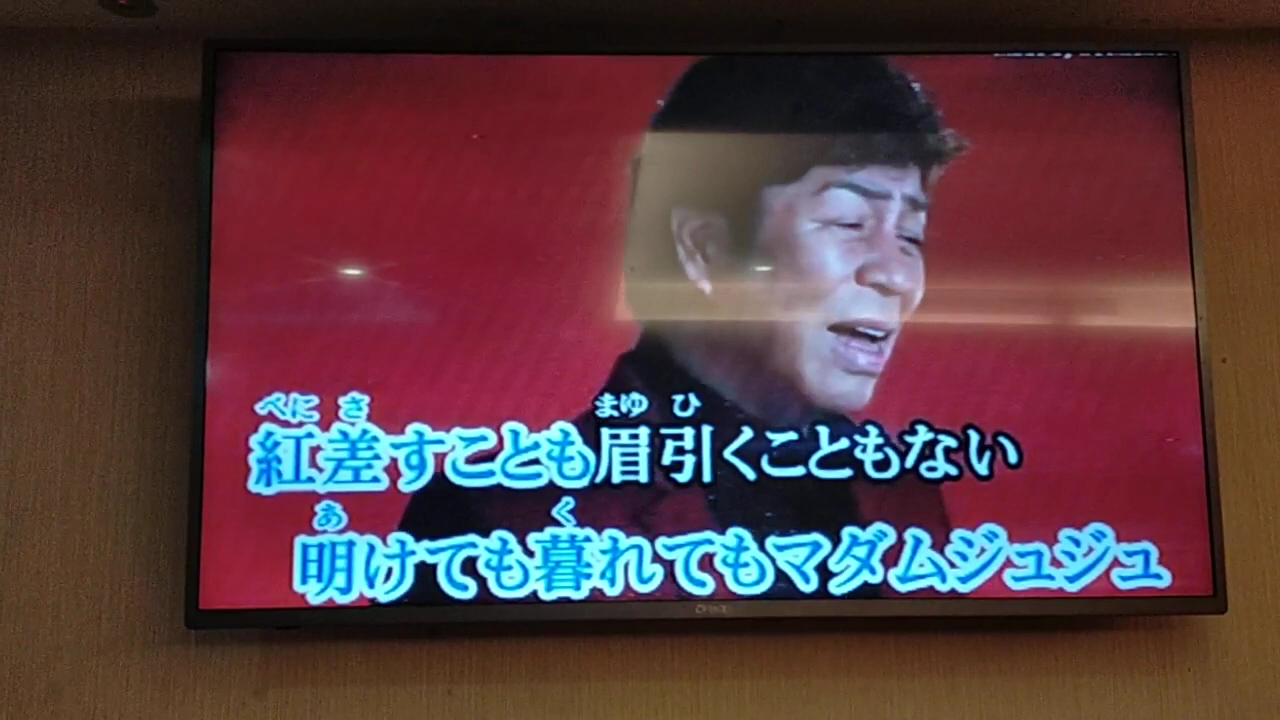 べに さ まゆ ひ
紅差すことも眉引くこともない
あ く
明けても暮れてもマダムジュジュ